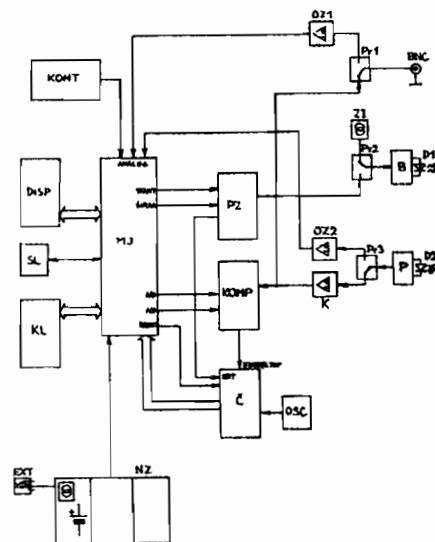 OZ1
Pr1
BNC
KONT
Z1
ANALOG
Pr2
D1
B
DISP
PZ
MJ
OZ2
Pr3
D2
SL
P
KOMP
K
KL
Č
OSC
EXT
NZ
+